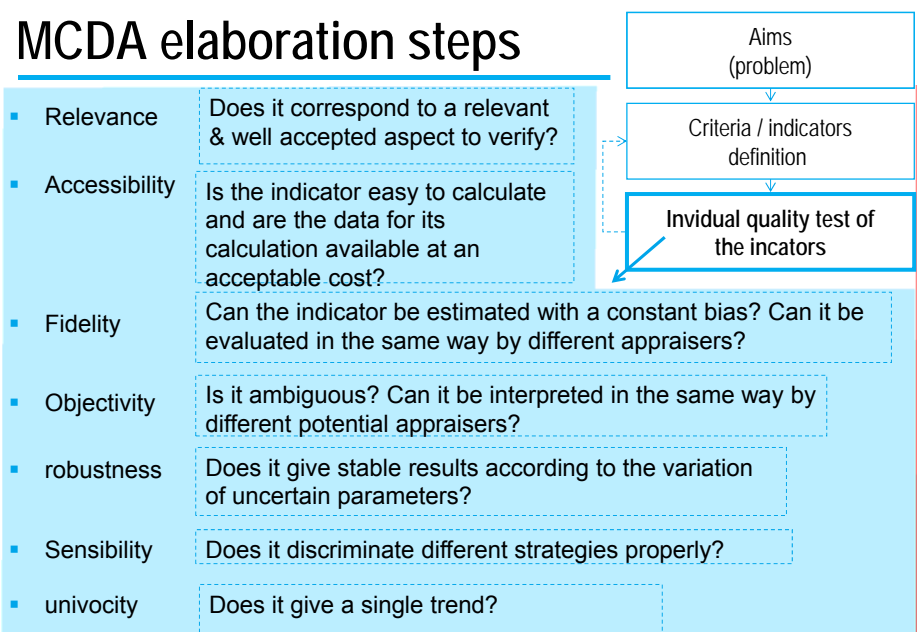 MCDA elaboration steps
Aims
(problem)
Criteria / indicators
definition
Invidual quality test of
the incators
Relevance
Does it correspond to a relevant
& well accepted aspect to verify?
Accessibility
Is the indicator easy to calculate
and are the data for its
calculation available at an
acceptable cost?
Fidelity
Can the indicator be estimated with a constant bias? Can it be
evaluated in the same way by different appraisers?
Objectivity
Is it ambiguous? Can it be interpreted in the same way by
different potential appraisers?
robustness
Does it give stable results according to the variation
of uncertain parameters?
Sensibility
Does it discriminate different strategies properly?
univocity
Does it give a single trend?